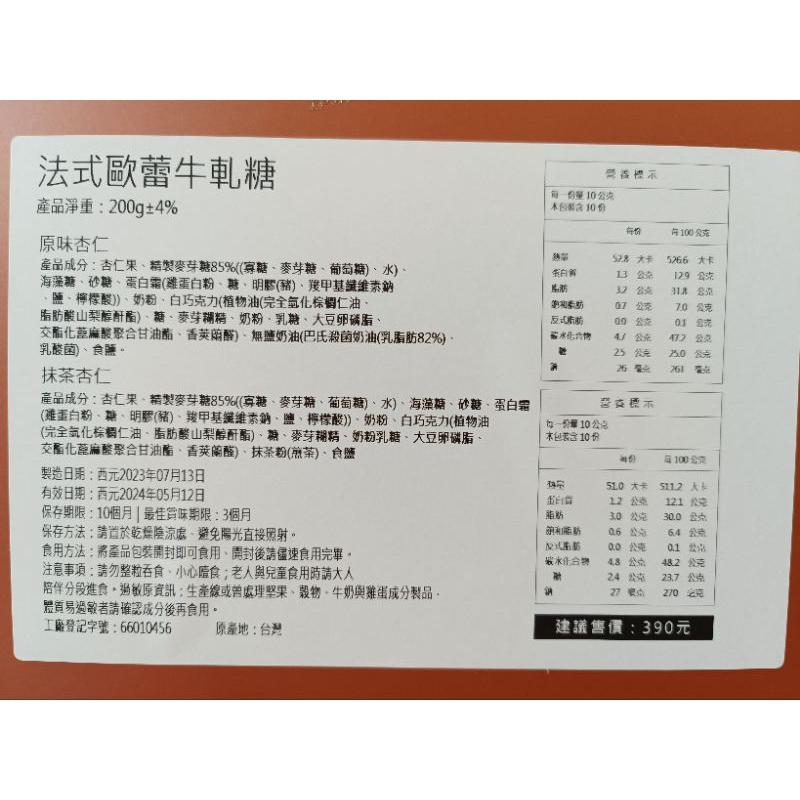 法式歐蕾牛軋糖
產品淨重：200g±4%
原味杏仁
產品成分：杏仁果、精製麥芽糖85%((寡糖、麥芽糖、葡萄糖)、水)、
海藻糖、砂糖、蛋白霜(雞蛋白粉、糖、明膠(豬)、羧甲基纖維素鈉
、鹽、檸檬酸))、奶粉、白巧克力(植物油(完全氫化棕櫚仁油、
脂肪酸山梨醇酐酯)、糖、麥芽糊精、奶粉、乳糖、大豆卵磷脂、
交酯化蓖麻酸聚合甘油酯、香莢蘭醛)、無鹽奶油(巴氏殺菌奶油(乳脂肪82%)、
乳酸菌)、食鹽。
抹茶杏仁
產品成分：杏仁果、精製麥芽糖85%((寡糖、麥芽糖、葡萄糖)、水)、海藻糖、砂糖、蛋白霜
(雞蛋白粉、糖、明膠(豬)、羧甲基纖維素鈉、鹽、檸檬酸))、奶粉、白巧克力(植物油
(完全氫化棕櫚仁油、脂肪酸山梨醇酐酯)、糖、麥芽糊精、奶粉乳糖、大豆卵磷脂、
交酯化蓖麻酸聚合甘油酯、香莢蘭醛)、抹茶粉(煎茶)、食鹽
製造日期：西元2023年07月13日
有效日期：西元2024年05月12日
保存期限：10個月 | 最佳賞味期限：3個月
保存方法：請置於乾燥陰涼處、避免陽光直接照射。
食用方法：將產品包裝開封即可食用、開封後請儘速食用完畢。
注意事項：請勿整粒吞食、小心噎食；老人與兒童食用時請大人
陪伴分段進食。過敏原資訊：生產線或曾處理堅果、穀物、牛奶與雞蛋成分製品.
體質易過敏者請確認成分後再食用。
工廠登記字號：66010456 原產地：台灣
營養標示
每一份量 10 公克
本包裝含 10 份
每份 每 100 公克
熱量 52.8 大卡 526.6 大卡
蛋白質 1.3 公克 12.9 公克
脂肪 3.2 公克 31.8 公克
飽和脂肪 0.7 公克 7.0 公克
反式脂肪 0.0 公克 0.1 公克
碳水化合物 4.7 公克 47.2 公克
糖 2.5 公克 25.0 公克
鈉 26 毫克 261 毫克
營養標示
每一份量 10 公克
本包裝含 10 份
每份 每 100 公克
熱量 51.0 大卡 511.2 大卡
蛋白質 1.2 公克 12.1 公克
脂肪 3.0 公克 30.0 公克
飽和脂肪 0.6 公克 6.4 公克
反式脂肪 0.0 公克 0.1 公克
碳水化合物 4.8 公克 48.2 公克
糖 2.4 公克 23.7 公克
鈉 27 毫克 270 毫克
建議售價：390元